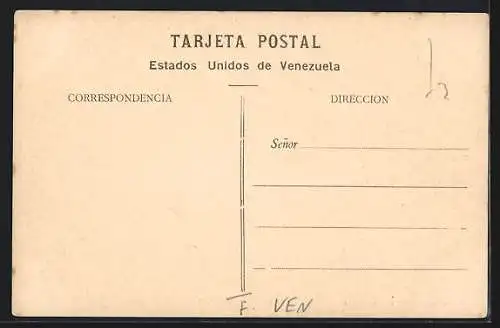 TARJETA POSTAL
Estados Unidos de Venezuela
CORRESPONDENCIA
DIRECCION
Señor
F. VEN